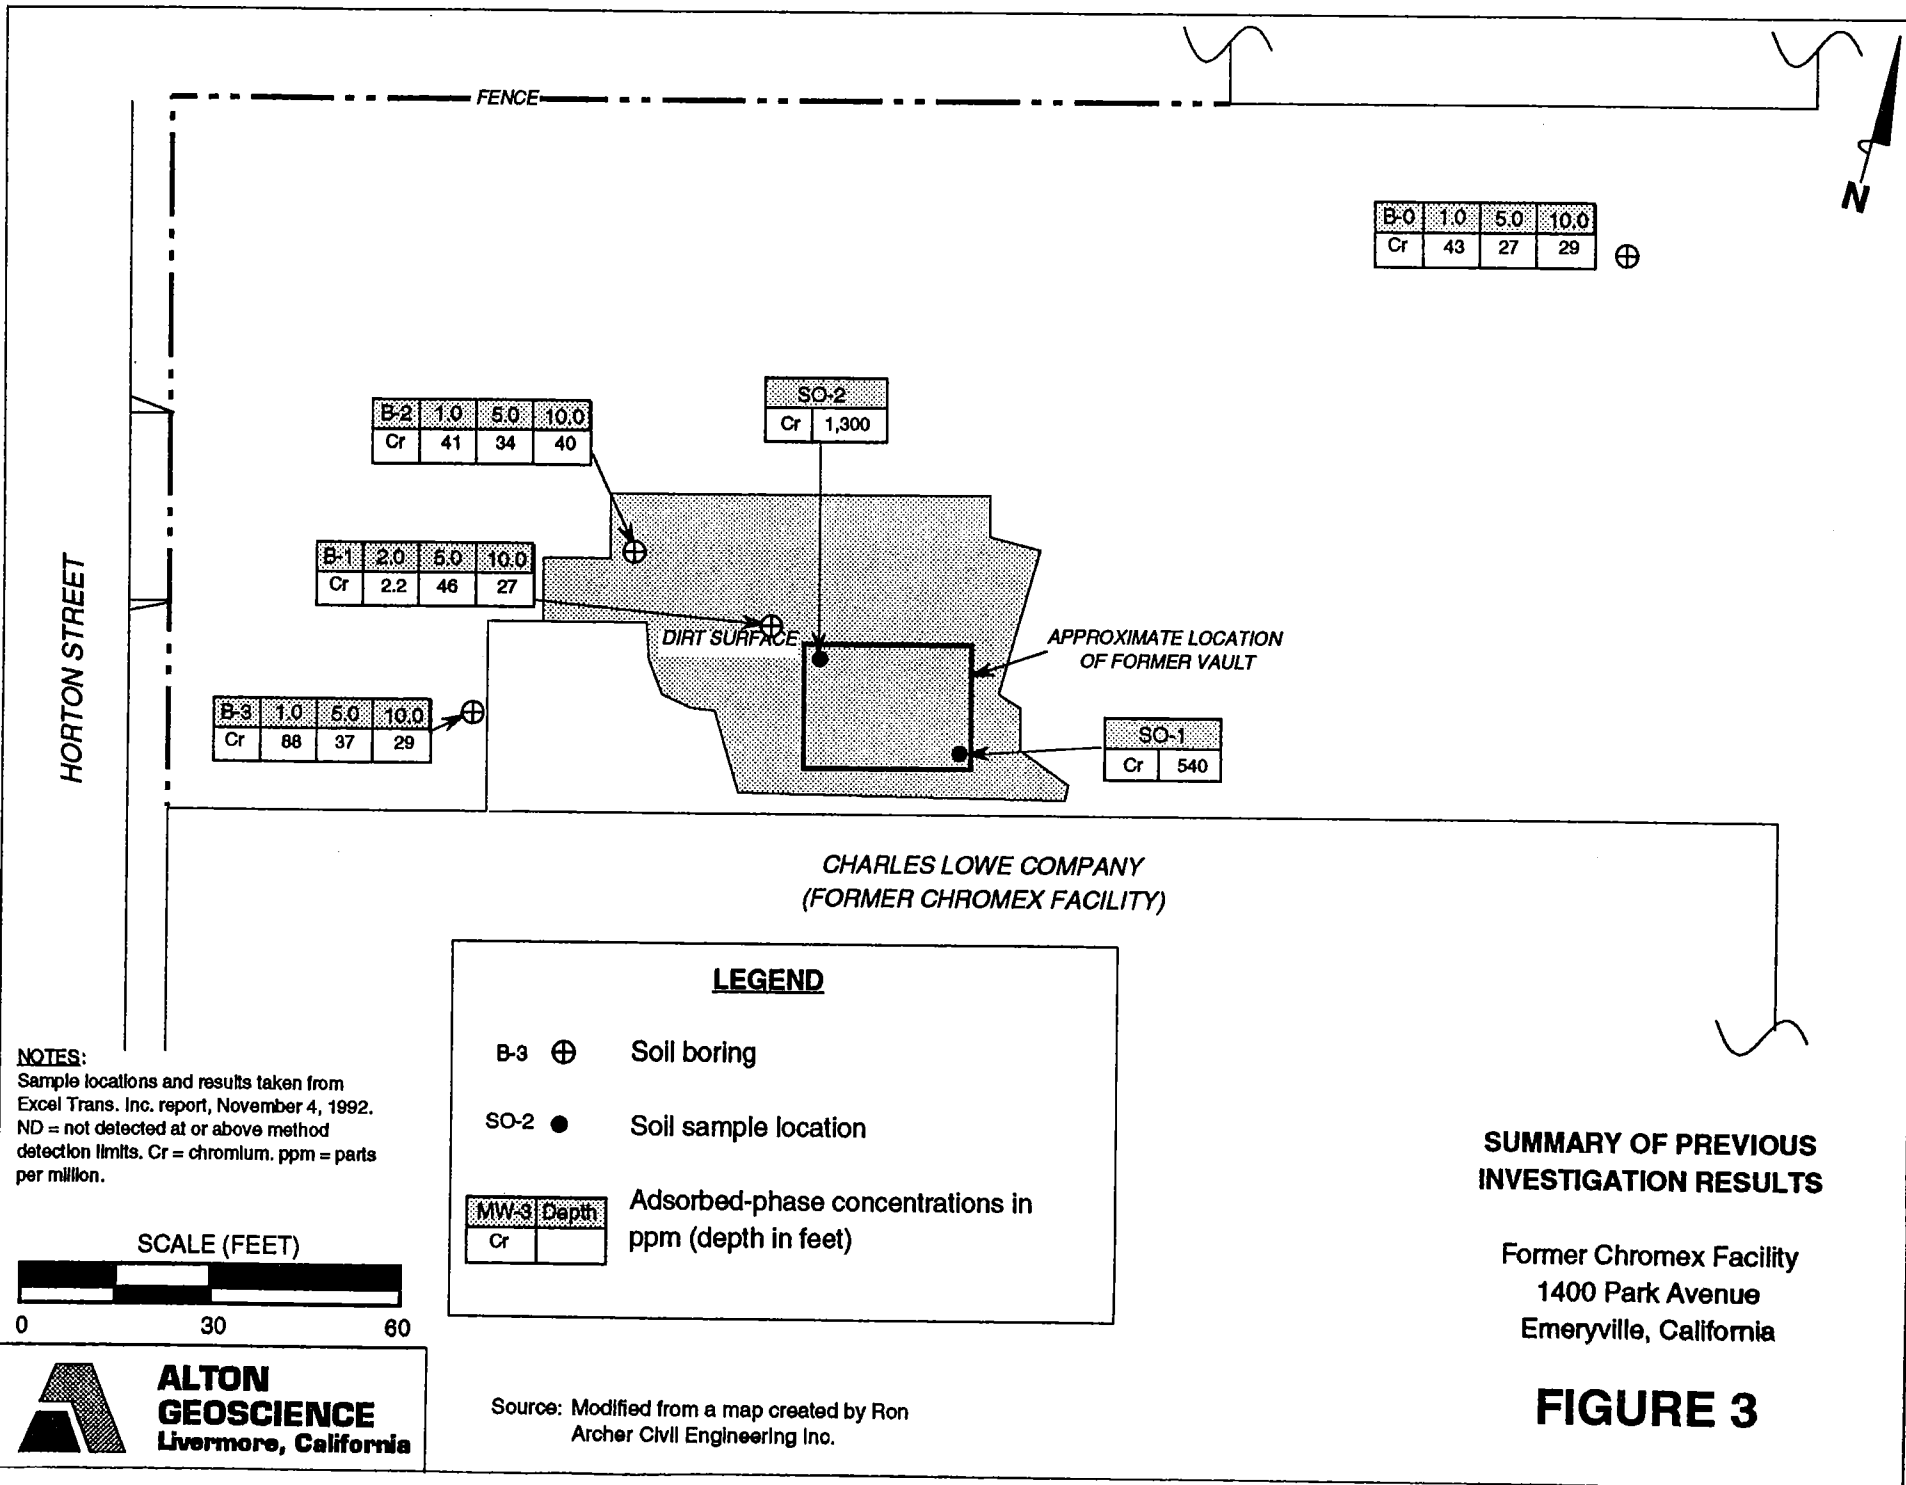 FENCE
N
B-0 1.0 5.0 10.0
Cr 43 27 29
SO-2
Cr 1,300
B-2 1.0 5.0 10.0
Cr 41 34 40
B-1 2.0 5.0 10.0
Cr 2.2 46 27
DIRT SURFACE
APPROXIMATE LOCATION
OF FORMER VAULT
HORTON STREET
B-3 1.0 5.0 10.0
Cr 88 37 29
SO-1
Cr 540
CHARLES LOWE COMPANY
(FORMER CHROMEX FACILITY)
LEGEND
B-3 Soil boring
SO-2 Soil sample location
MW-3 Depth
Cr
Adsorbed-phase concentrations in
ppm (depth in feet)
NOTES:
Sample locations and results taken from
Excel Trans. Inc. report, November 4, 1992.
ND = not detected at or above method
detection limits. Cr = chromium. ppm = parts
per million.
SCALE (FEET)
0 30 60
ALTON
GEOSCIENCE
Livermore, California
Source: Modified from a map created by Ron
Archer Civil Engineering Inc.
SUMMARY OF PREVIOUS
INVESTIGATION RESULTS
Former Chromex Facility
1400 Park Avenue
Emeryville, California
FIGURE 3